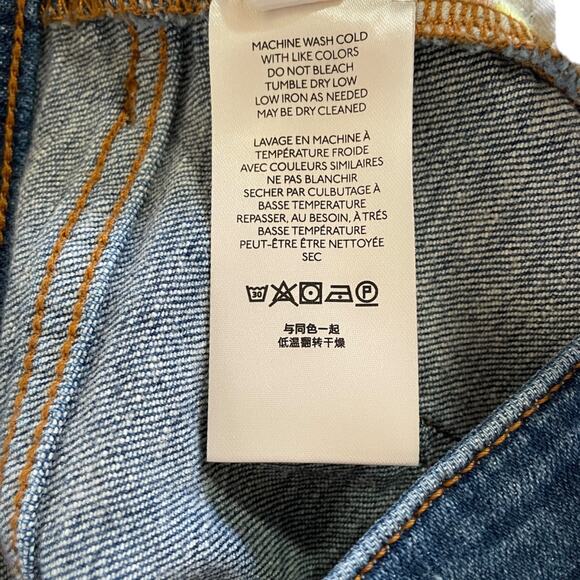 MACHINE WASH COLD
WITH LIKE COLORS
DO NOT BLEACH
TUMBLE DRY LOW
LOW IRON AS NEEDED
MAY BE DRY CLEANED
LAVAGE EN MACHINE À
TEMPÉRATURE FROIDE
AVEC COULEURS SIMILAIRES
NE PAS BLANCHIR
SECHER PAR CULBUTAGE À
BASSE TEMPERATURE
REPASSER, AU BESOIN, À TRÉS
BASSE TEMPÉRATURE
PEUT-ÊTRE ÊTRE NETTOYÉE
SEC
30 P
与同色一起
低温翻转干燥